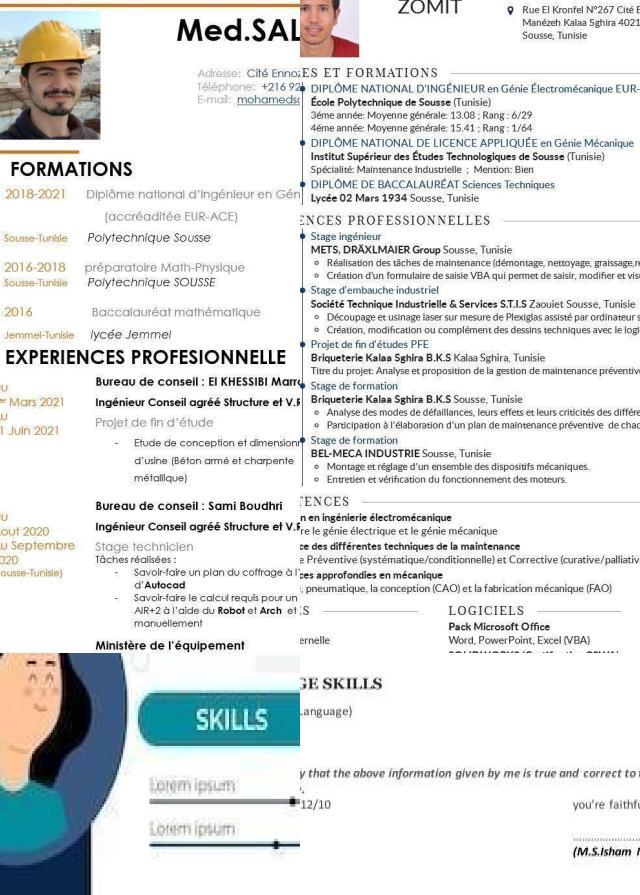 Med.SAL
Adresse: Cité Ennoz
Téléphone: +216 92
E-mail: mohamedsa
FORMATIONS
2018-2021 Diplôme national d'ingénieur en Gén
(accréaditée EUR-ACE)
Sousse-Tunisie Polytechnique Sousse
2016-2018 préparatoire Math-Physique
Sousse-Tunisie Polytechnique SOUSSE
2016 Baccalauréat mathématique
Jemmel-Tunisie lycée Jemmel
EXPERIENCES PROFESIONNELLE
Bureau de conseil : El KHESSIBI Marr
Mars 2021
Ingénieur Conseil agréé Structure et V.R
1 Juin 2021
Projet de fin d'étude
- Etude de conception et dimension
d'usine (Béton armé et charpente
métallique)
Bureau de conseil : Sami Boudhri
Ingénieur Conseil agréé Structure et V.R
out 2020
u Septembre
020
ousse-Tunisie)
Stage technicien
Tâches réalisées :
- Savoir-faire un plan du coffrage à l'
d'Autocad
- Savoir-faire le calcul requis pour un
AIR+2 à l'aide du Robot et Arch et
manuellement
Ministère de l'équipement
ZOMIT
Rue El Kronfel N°267 Cité E
Manézeh Kalaa Sghira 4021
Sousse, Tunisie
ES ET FORMATIONS
DIPLÔME NATIONAL D'INGÉNIEUR en Génie Électromécanique EUR-
École Polytechnique de Sousse (Tunisie)
3éme année: Moyenne générale: 13.08 ; Rang : 6/29
4éme année: Moyenne générale: 15.41 ; Rang : 1/64
DIPLÔME NATIONAL DE LICENCE APPLIQUÉE en Génie Mécanique
Institut Supérieur des Études Technologiques de Sousse (Tunisie)
Spécialité: Maintenance Industrielle ; Mention: Bien
DIPLÔME DE BACCALAURÉAT Sciences Techniques
Lycée 02 Mars 1934 Sousse, Tunisie
ENCES PROFESSIONNELLES
Stage ingénieur
METS, DRÄXLMAIER Group Sousse, Tunisie
Réalisation des tâches de maintenance (démontage, nettoyage, graissage,re
Création d'un formulaire de saisie VBA qui permet de saisir, modifier et visu
Stage d'embauche industriel
Société Technique Industrielle & Services S.T.I.S Zaouiet Sousse, Tunisie
Découpage et usinage laser sur mesure de Plexiglas assisté par ordinateur s
Création, modification ou complément des dessins techniques avec le logi
Projet de fin d'études PFE
Briqueterie Kalaa Sghira B.K.S Kalaa Sghira, Tunisie
Titre du projet: Analyse et proposition de la gestion de maintenance préventive
Stage de formation
Briqueterie Kalaa Sghira B.K.S Sousse, Tunisie
Analyse des modes de défaillances, leurs effets et leurs criticités des différe
Participation à l'élaboration d'un plan de maintenance préventive de chaq
Stage de formation
BEL-MECA INDUSTRIE Sousse, Tunisie
Montage et réglage d'un ensemble des dispositifs mécaniques.
Entretien et vérification du fonctionnement des moteurs.
TENCES
n en ingénierie électromécanique
re le génie électrique et le génie mécanique
ce des différentes techniques de la maintenance
e Préventive (systématique/conditionnelle) et Corrective (curative/palliativ
ces approfondies en mécanique
, pneumatique, la conception (CAO) et la fabrication mécanique (FAO)
S LOGICIELS
Pack Microsoft Office
ernelle Word, PowerPoint, Excel (VBA)
SKILLS
Lorem ipsum
Lorem ipsum
GE SKILLS
Language)
y that the above information given by me is true and correct to t
12/10 you're faithfu
(M.S.Isham